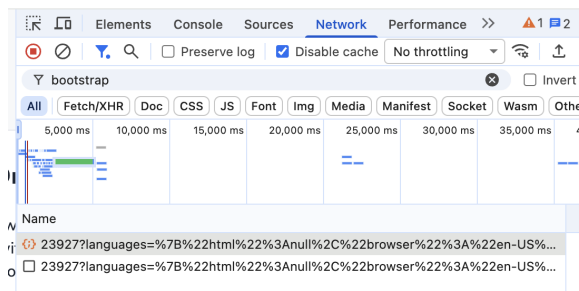 Elements Console Sources Network Performance 1 2
Preserve log Disable cache No throttling
bootstrap Invert
All Fetch/XHR Doc CSS JS Font Img Media Manifest Socket Wasm Othe
5,000 ms 10,000 ms 15,000 ms 20,000 ms 25,000 ms 30,000 ms 35,000 ms
Name
23927?languages=%7B%22html%22%3Anull%2C%22browser%22%3A%22en-US%...
23927?languages=%7B%22html%22%3Anull%2C%22browser%22%3A%22en-US%...